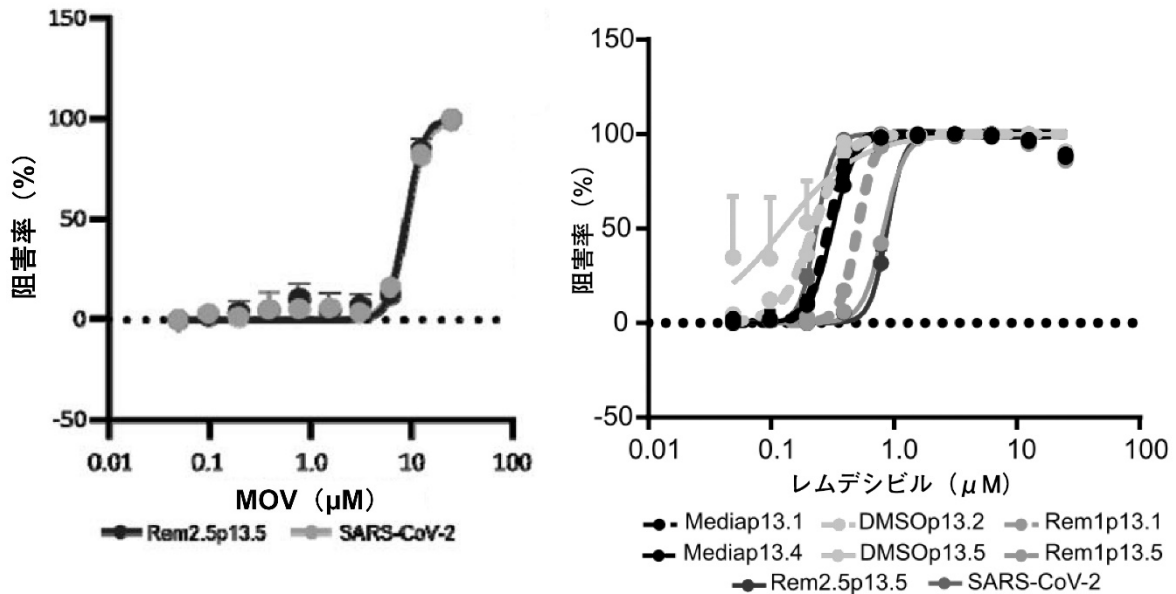 150
100
50
0
-50
阻害率（%）
0.01 0.1 1.0 10 100
MOV（μM）
Rem2.5p13.5 SARS-CoV-2
150
100
50
0
-50
阻害率（%）
0.01 0.1 1.0 10 100
レムデシビル（μM）
Mediap13.1 DMSOp13.2 Rem1p13.1
Mediap13.4 DMSOp13.5 Rem1p13.5
Rem2.5p13.5 SARS-CoV-2